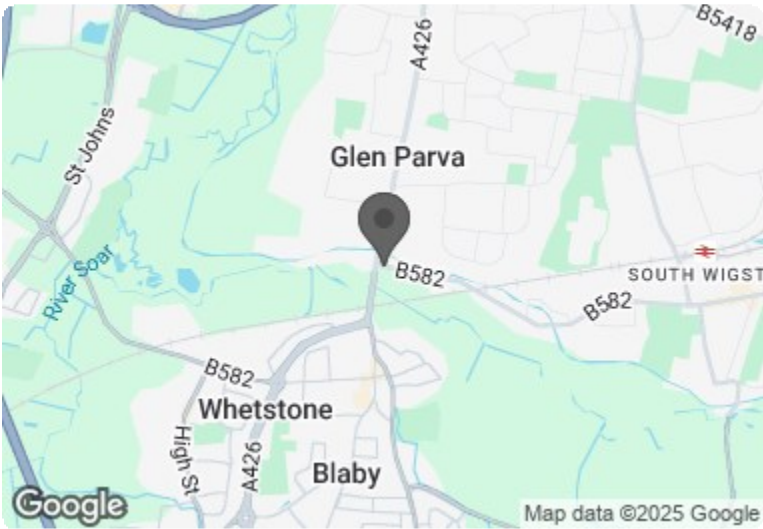 B5418
A426
Glen Parva
St Johns
River Soar
B582
SOUTH WIGST
B582
B582
Whetstone
High St
A426
Blaby
Google
Map data ©2025 Google